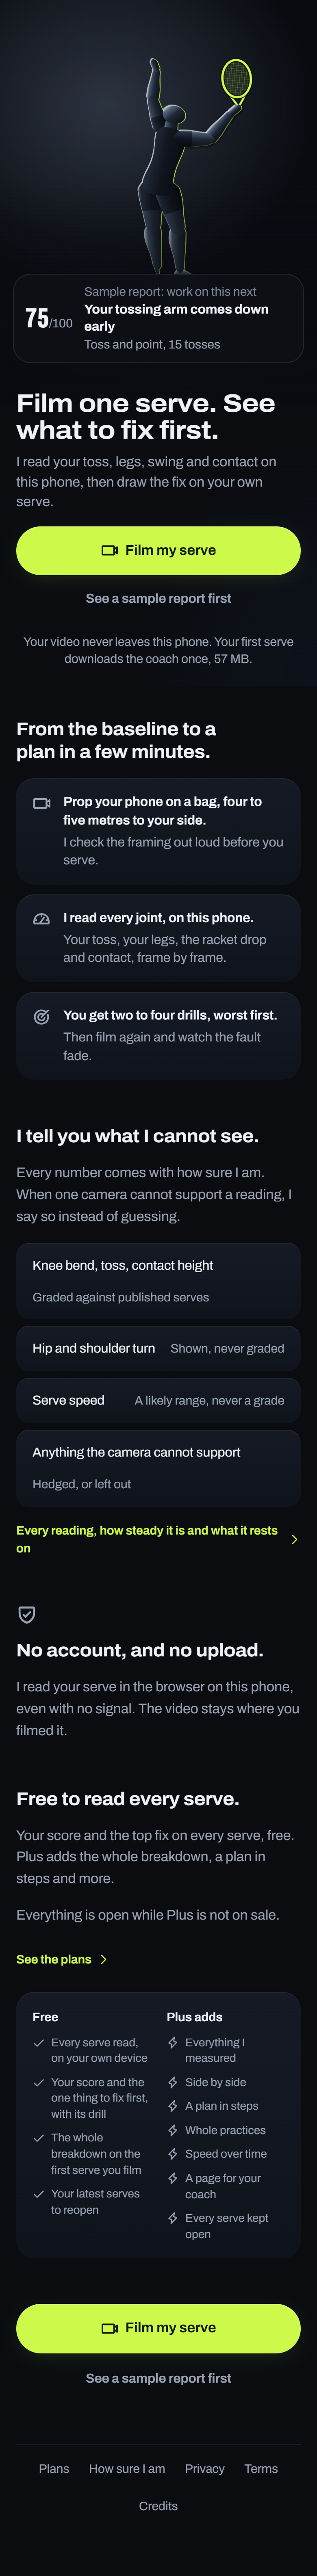 Sample report: work on this next
Your tossing arm comes down
early
75/100
Toss and point, 15 tosses
Film one serve. See
what to fix first.
I read your toss, legs, swing and contact on
this phone, then draw the fix on your own
serve.
Film my serve
See a sample report first
Your video never leaves this phone. Your first serve
downloads the coach once, 57 MB.
From the baseline to a
plan in a few minutes.
Prop your phone on a bag, four to
five metres to your side.
I check the framing out loud before you
serve.
I read every joint, on this phone.
Your toss, your legs, the racket drop
and contact, frame by frame.
You get two to four drills, worst first.
Then film again and watch the fault
fade.
I tell you what I cannot see.
Every number comes with how sure I am.
When one camera cannot support a reading, I
say so instead of guessing.
Knee bend, toss, contact height
Graded against published serves
Hip and shoulder turn Shown, never graded
Serve speed A likely range, never a grade
Anything the camera cannot support
Hedged, or left out
Every reading, how steady it is and what it rests
on
No account, and no upload.
I read your serve in the browser on this phone,
even with no signal. The video stays where you
filmed it.
Free to read every serve.
Your score and the top fix on every serve, free.
Plus adds the whole breakdown, a plan in
steps and more.
Everything is open while Plus is not on sale.
See the plans
Free
Every serve read,
on your own device
Your score and the
one thing to fix first,
with its drill
The whole
breakdown on the
first serve you film
Your latest serves
to reopen
Plus adds
Everything I
measured
Side by side
A plan in steps
Whole practices
Speed over time
A page for your
coach
Every serve kept
open
Film my serve
See a sample report first
Plans How sure I am Privacy Terms
Credits